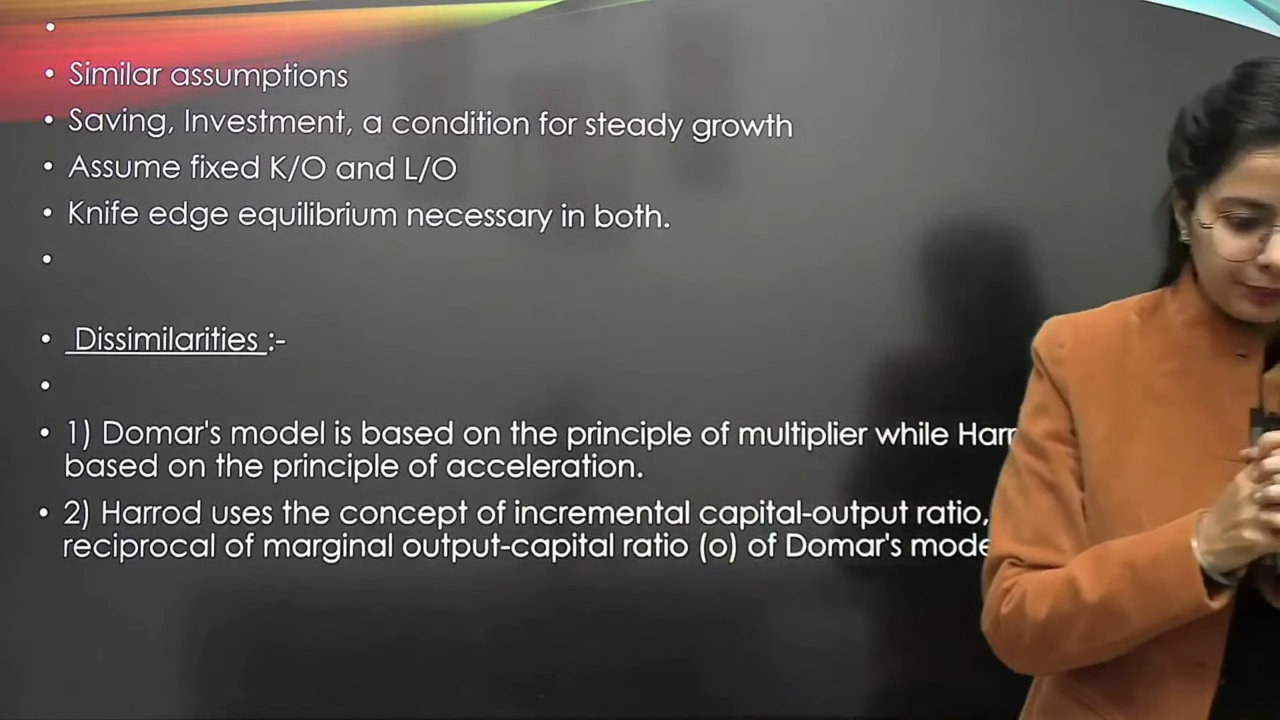 • 
• Similar assumptions
• Saving, Investment, a condition for steady growth
• Assume fixed K/O and L/O
• Knife edge equilibrium necessary in both.
• 
• Dissimilarities :-
• 
• 1) Domar's model is based on the principle of multiplier while
based on the principle of acceleration.
• 2) Harrod uses the concept of incremental capital-output ratio,
reciprocal of marginal output-capital ratio (o) of Domar's